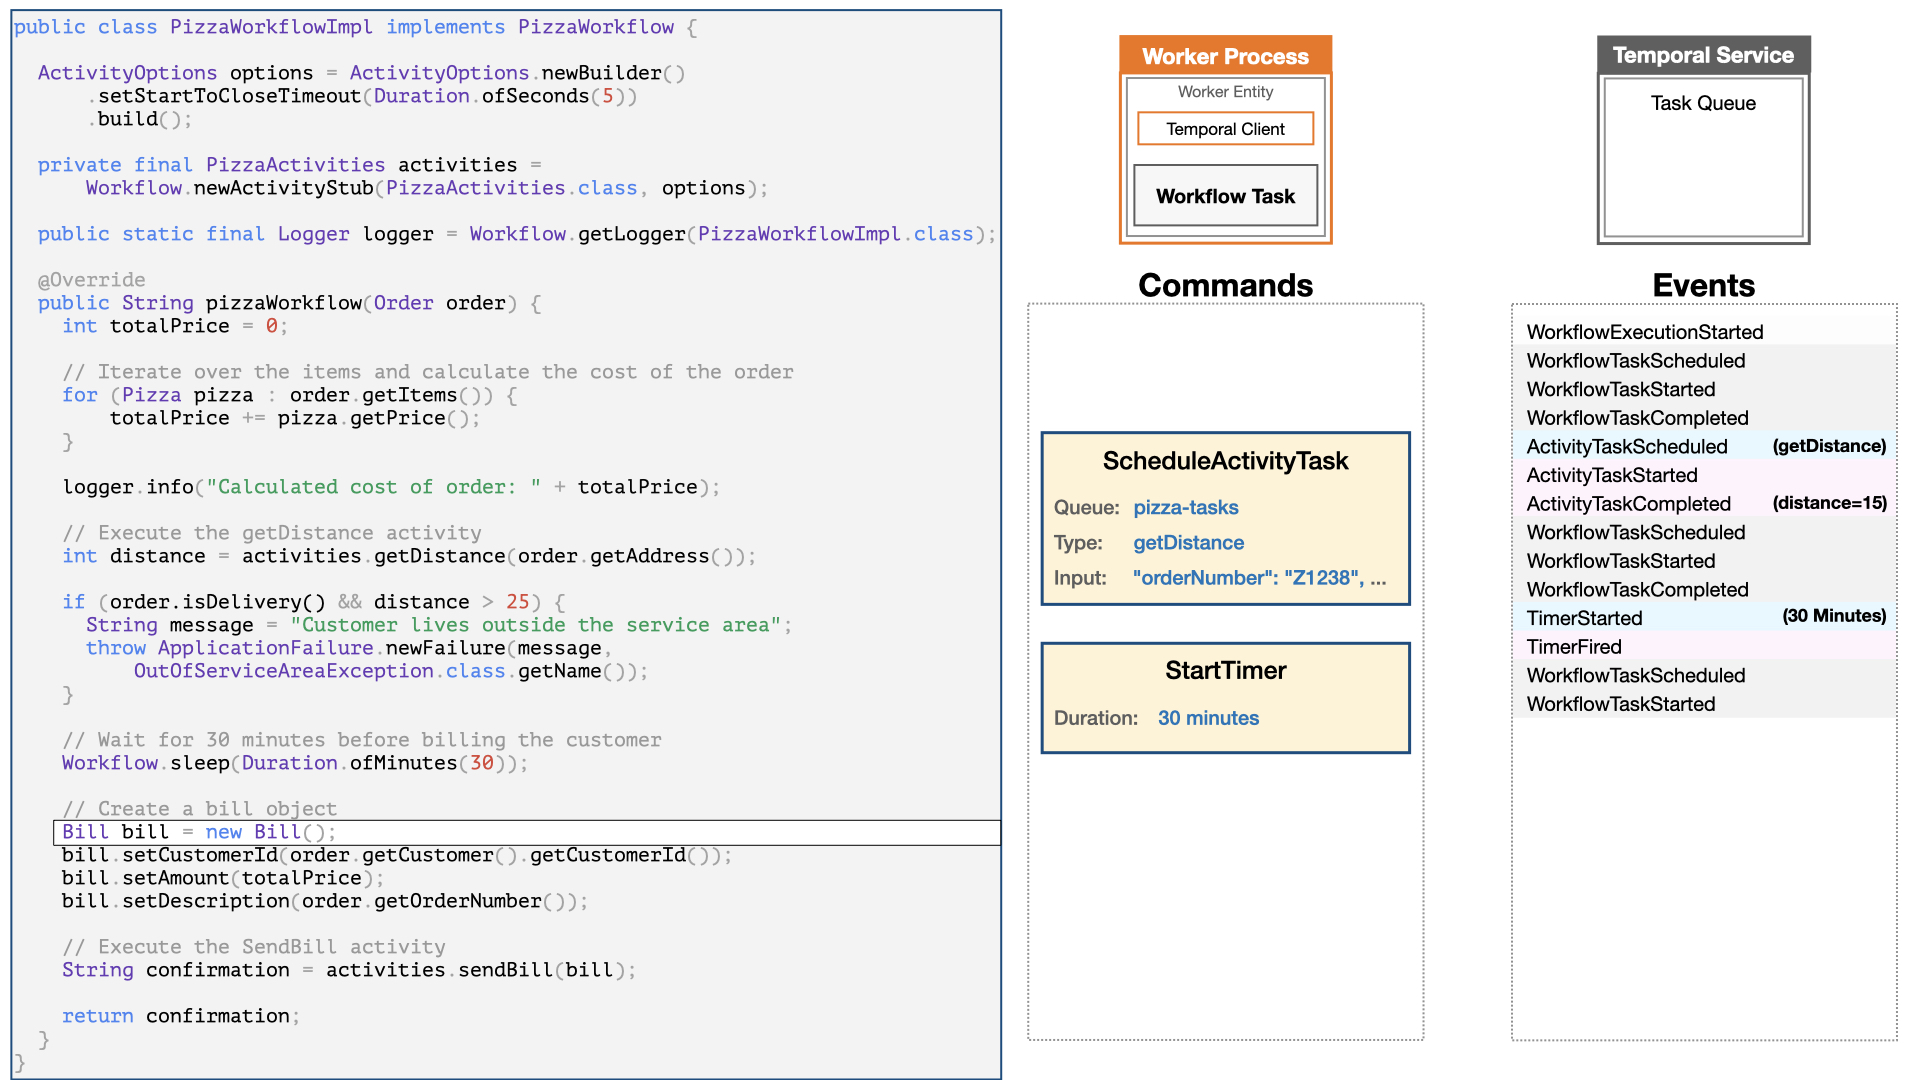 public class PizzaWorkflowImpl implements PizzaWorkflow {
ActivityOptions options = ActivityOptions.newBuilder()
.setStartToCloseTimeout(Duration.ofSeconds(5))
.build();
private final PizzaActivities activities =
Workflow.newActivityStub(PizzaActivities.class, options);
public static final Logger logger = Workflow.getLogger(PizzaWorkflowImpl.class);
@Override
public String pizzaWorkflow(Order order) {
int totalPrice = 0;
// Iterate over the items and calculate the cost of the order
for (Pizza pizza : order.getItems()) {
totalPrice += pizza.getPrice();
}
logger.info("Calculated cost of order: " + totalPrice);
// Execute the getDistance activity
int distance = activities.getDistance(order.getAddress());
if (order.isDelivery() && distance > 25) {
String message = "Customer lives outside the service area";
throw ApplicationFailure.newFailure(message,
OutOfServiceAreaException.class.getName());
}
// Wait for 30 minutes before billing the customer
Workflow.sleep(Duration.ofMinutes(30));
// Create a bill object
Bill bill = new Bill();
bill.setCustomerId(order.getCustomer().getCustomerId());
bill.setAmount(totalPrice);
bill.setDescription(order.getOrderNumber());
// Execute the SendBill activity
String confirmation = activities.sendBill(bill);
return confirmation;
}
}
Worker Process
Worker Entity
Temporal Client
Workflow Task
Commands
ScheduleActivityTask
Queue: pizza-tasks
Type: getDistance
Input: "orderNumber": "Z1238", ...
StartTimer
Duration: 30 minutes
Temporal Service
Task Queue
Events
WorkflowExecutionStarted
WorkflowTaskScheduled
WorkflowTaskStarted
WorkflowTaskCompleted
ActivityTaskScheduled (getDistance)
ActivityTaskStarted
ActivityTaskCompleted (distance=15)
WorkflowTaskScheduled
WorkflowTaskStarted
WorkflowTaskCompleted
TimerStarted (30 Minutes)
TimerFired
WorkflowTaskScheduled
WorkflowTaskStarted